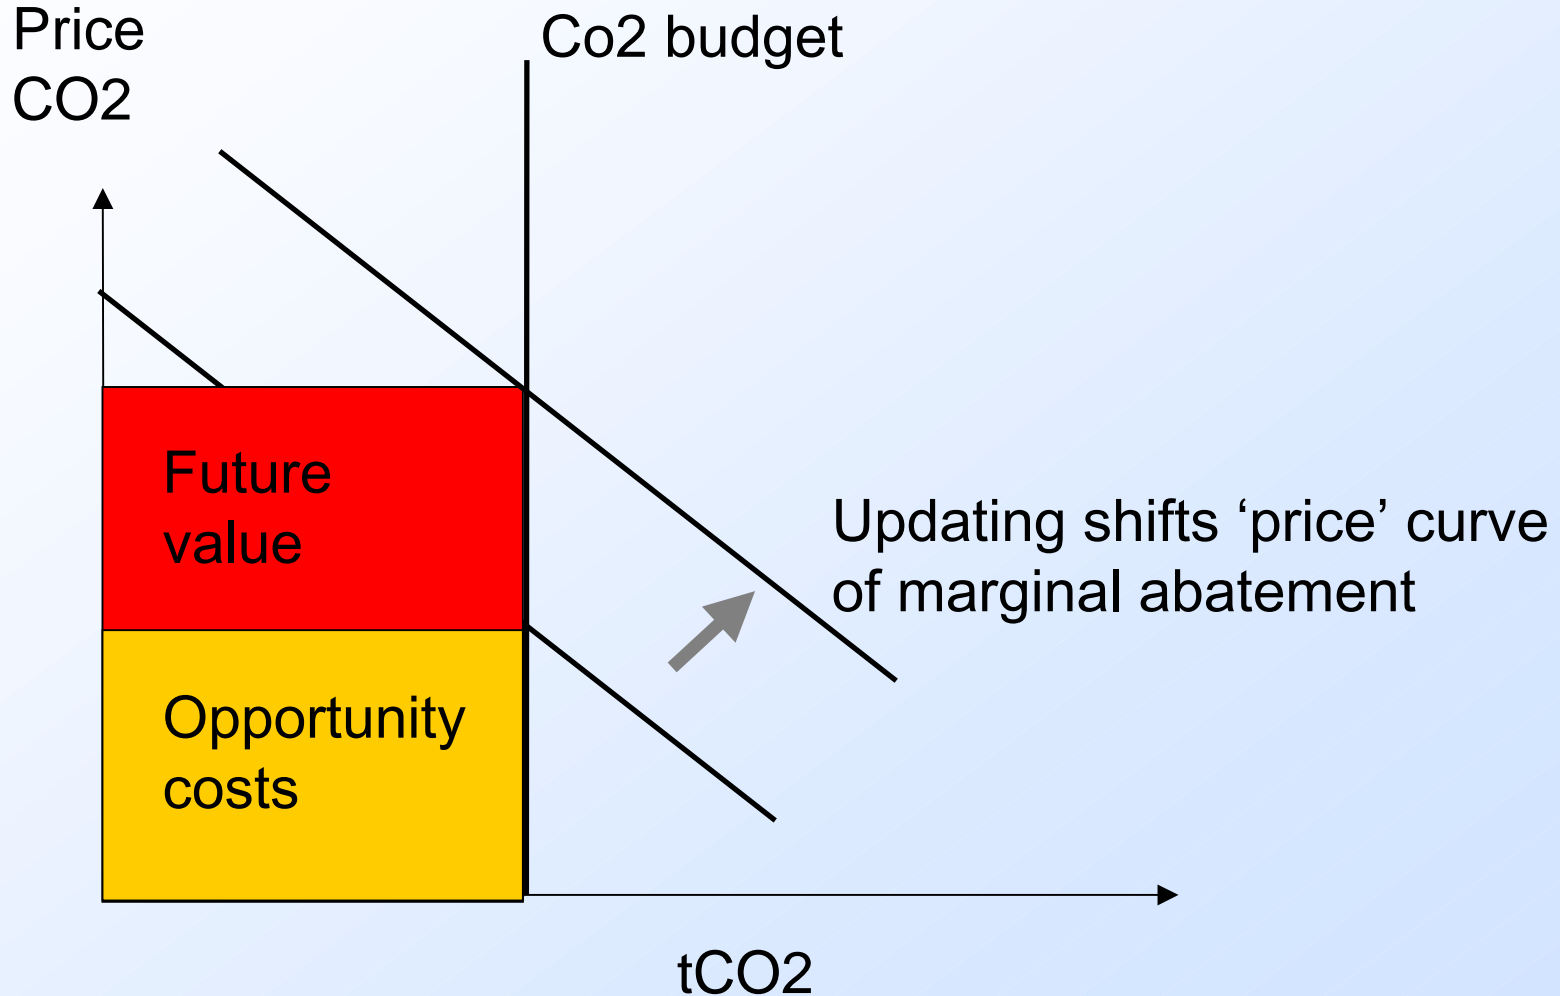 Price
CO2
Co2 budget
Future
value
Updating shifts ‘price’ curve
of marginal abatement
Opportunity
costs
tCO2